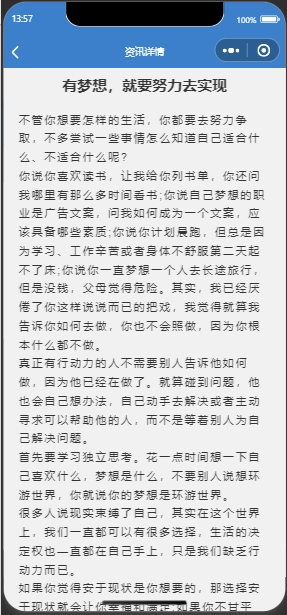 13:57
100%
资讯详情
有梦想，就要努力去实现
不管你想要怎样的生活，你都要去努力争
取，不多尝试一些事情怎么知道自己适合什
么、不适合什么呢？
你说你喜欢读书，让我给你列书单，你还问
我哪里有那么多时间看书;你说自己梦想的职
业是广告文案，问我如何成为一个文案，应
该具备哪些素质;你说你计划晨跑，但总是因
为学习、工作辛苦或者身体不舒服第二天起
不了床;你说你一直梦想一个人去长途旅行，
但是没钱，父母觉得危险。其实，我已经厌
倦了你这样说说而已的把戏，我觉得就算我
告诉你如何去做，你也不会照做，因为你根
本什么都不做。
真正有行动力的人不需要别人告诉他如何
做，因为他已经在做了。就算碰到问题，他
也会自己想办法，自己动手去解决或者主动
寻求可以帮助他的人，而不是等着别人为自
己解决问题。
首先要学习独立思考。花一点时间想一下自
己喜欢什么，梦想是什么，不要别人说想环
游世界，你就说你的梦想是环游世界。
很多人说现实束缚了自己，其实在这个世界
上，我们一直都可以有很多选择，生活的决
定权也一直都在自己手上，只是我们缺乏行
动力而已。
如果你觉得安于现状是你想要的，那选择安
于现状就会让你幸福和满足;如果你不甘平